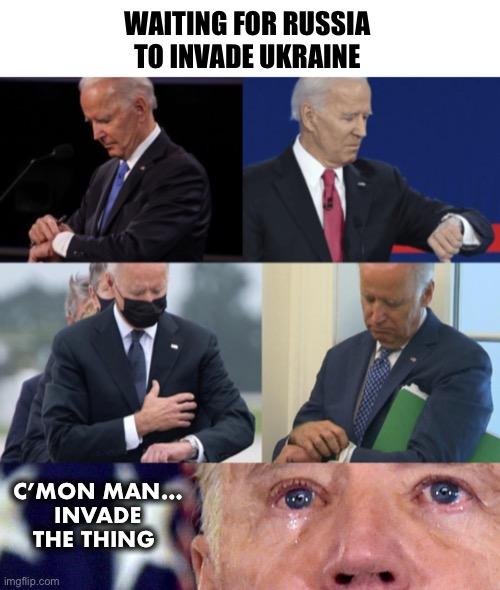 WAITING FOR RUSSIA
TO INVADE UKRAINE
C’MON MAN...
INVADE
THE THING
imgflip.com